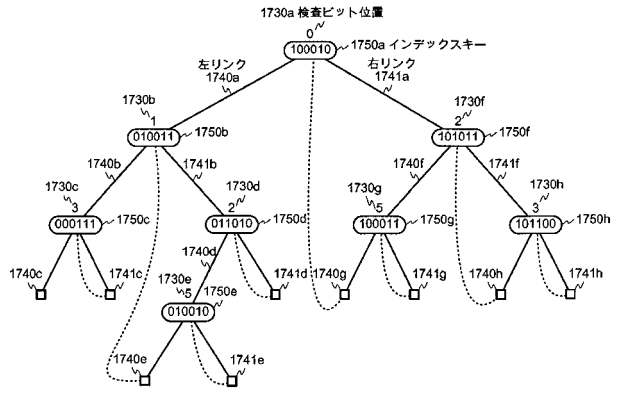 1730a 検査ビット位置
0
100010
1750a インデックスキー
左リンク
1740a
右リンク
1741a
1730b
1
010011
1750b
1730f
2
101011
1750f
1740b
1741b
1740f
1741f
1730c
3
000111
1750c
1730d
2
011010
1750d
1730g
5
100011
1750g
1730h
3
101100
1750h
1740c
1741c
1740d
1741d
1740g
1741g
1740h
1741h
1730e
5
1750e
010010
1740e
1741e